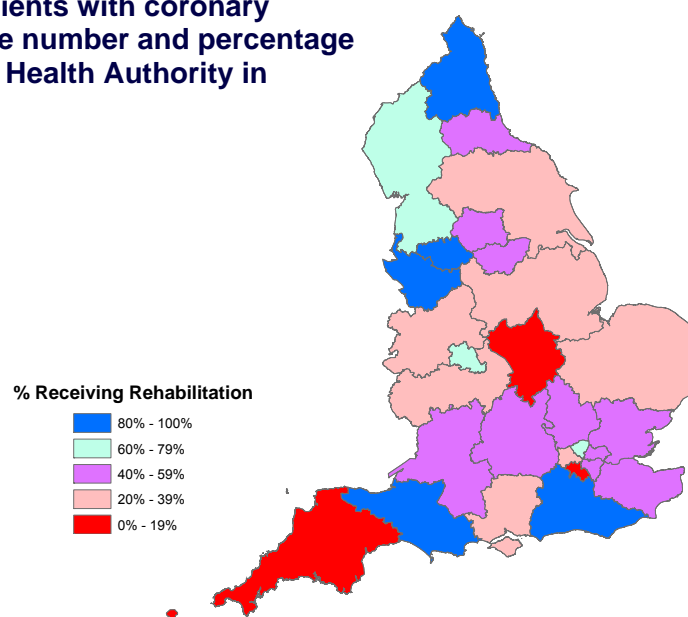 ients with coronary
e number and percentage
Health Authority in
% Receiving Rehabilitation
80% - 100%
60% - 79%
40% - 59%
20% - 39%
0% - 19%